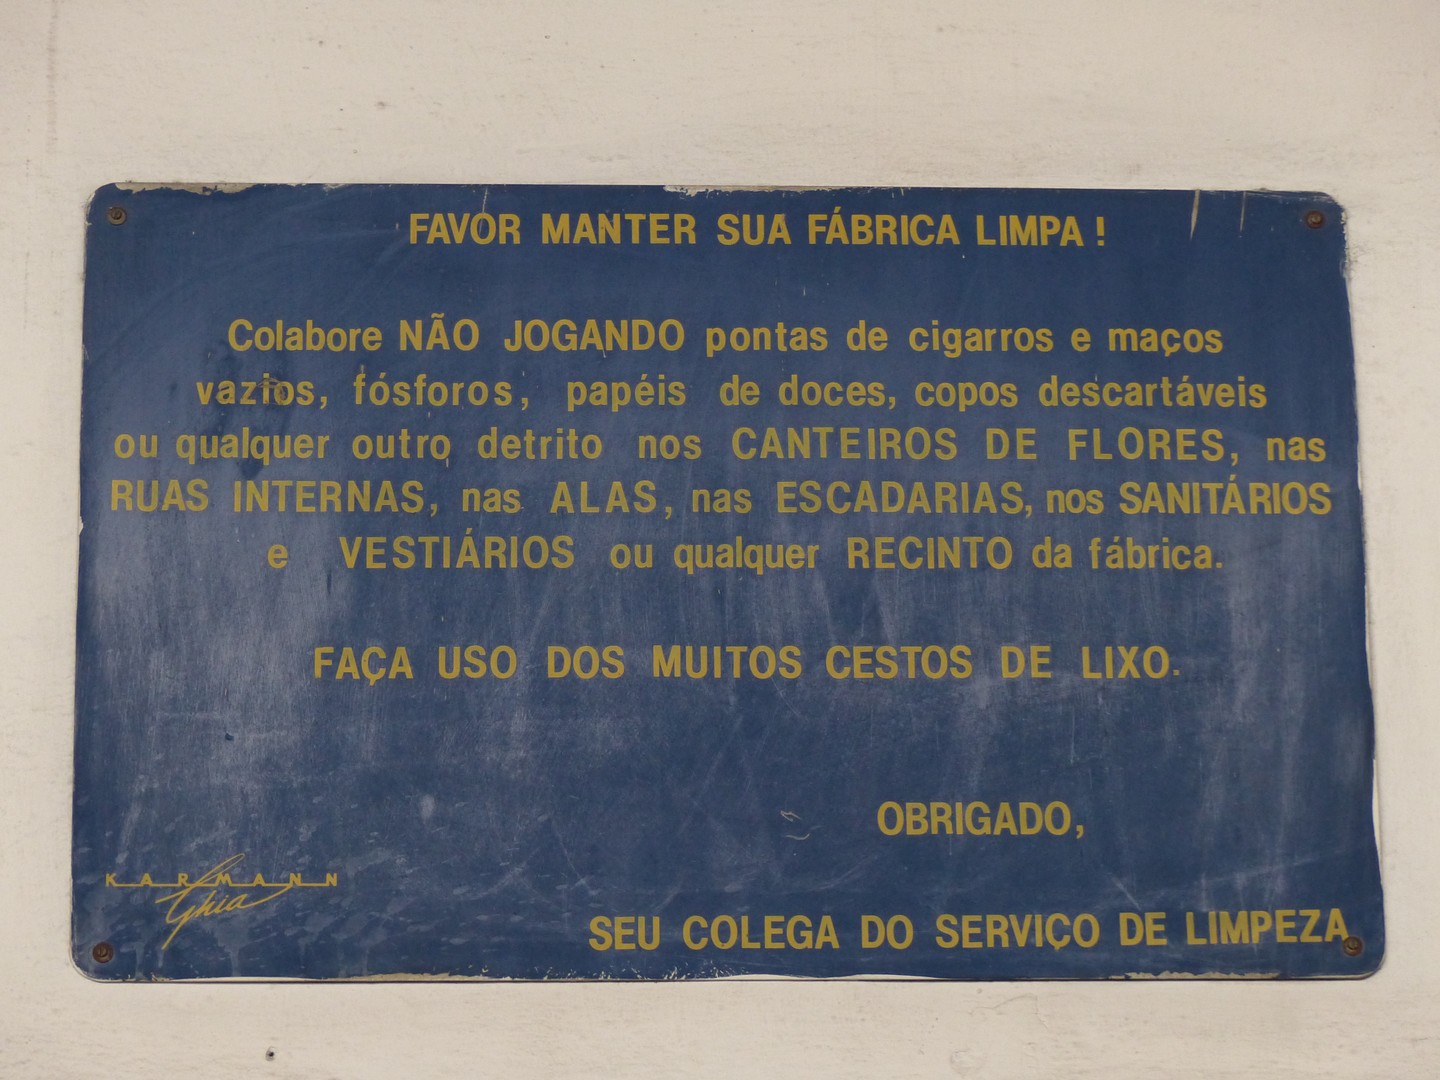 FAVOR MANTER SUA FÁBRICA LIMPA !
Colabore NÃO JOGANDO pontas de cigarros e maços
vazios, fósforos, papéis de doces, copos descartáveis
ou qualquer outro detrito nos CANTEIROS DE FLORES, nas
RUAS INTERNAS, nas ALAS, nas ESCADARIAS, nos SANITÁRIOS
e VESTIÁRIOS ou qualquer RECINTO da fábrica.
FAÇA USO DOS MUITOS CESTOS DE LIXO.
OBRIGADO,
KARMANN
Ghia
SEU COLEGA DO SERVIÇO DE LIMPEZA